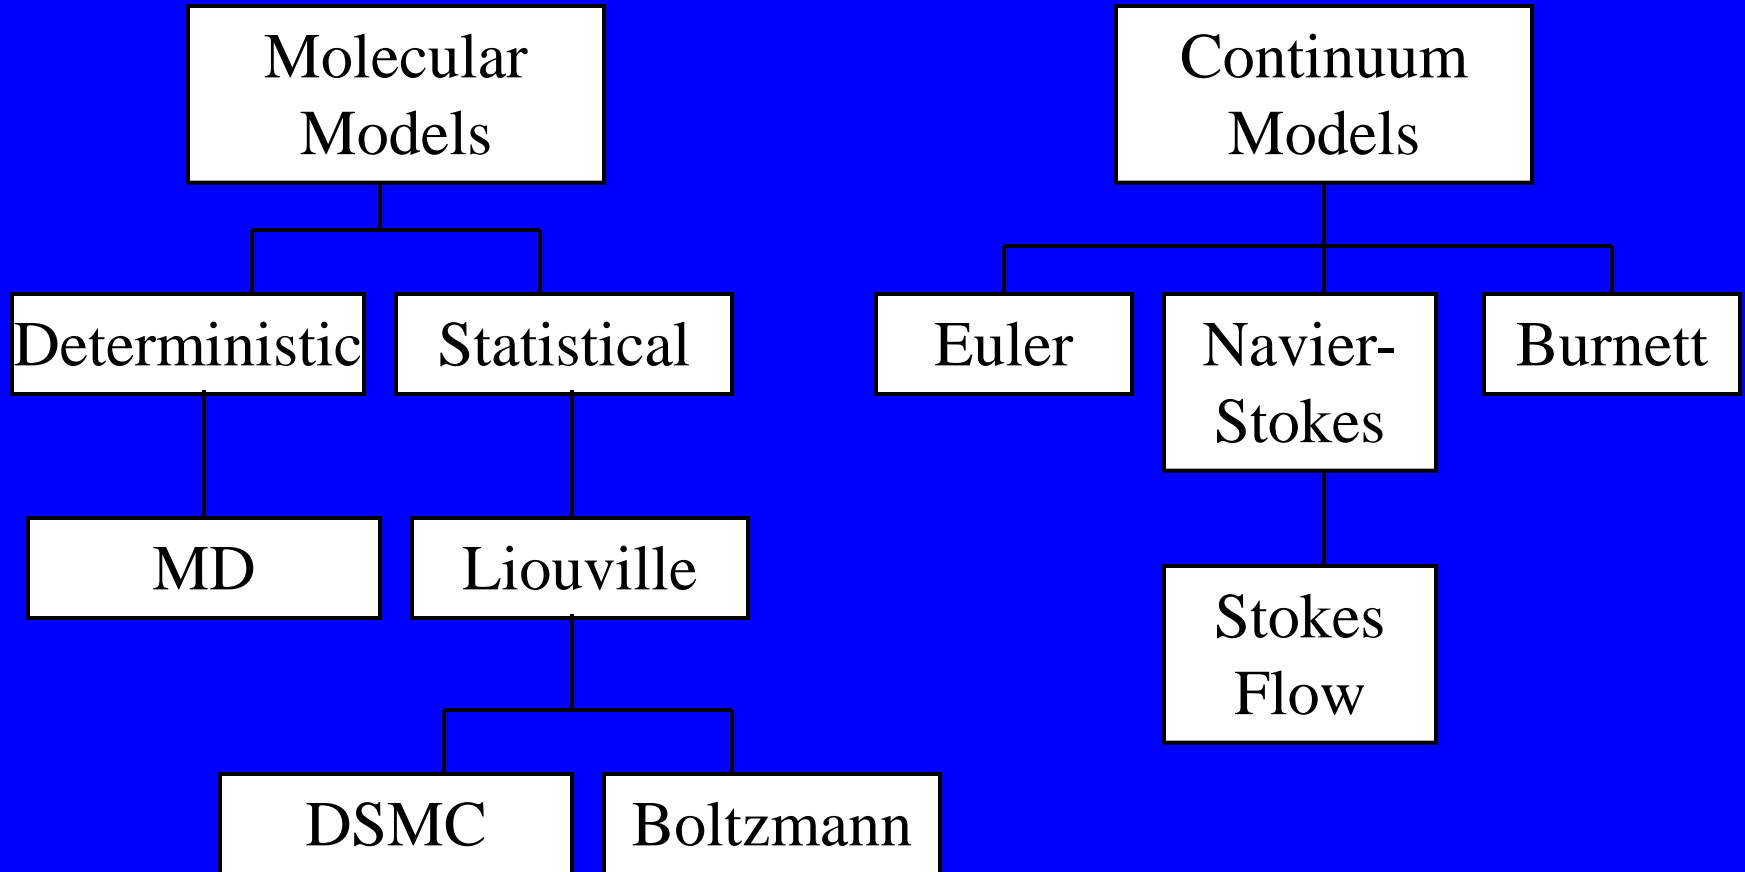 Molecular
Models
Continuum
Models
Deterministic
Statistical
Euler
Navier-
Stokes
Burnett
MD
Liouville
Stokes
Flow
DSMC
Boltzmann